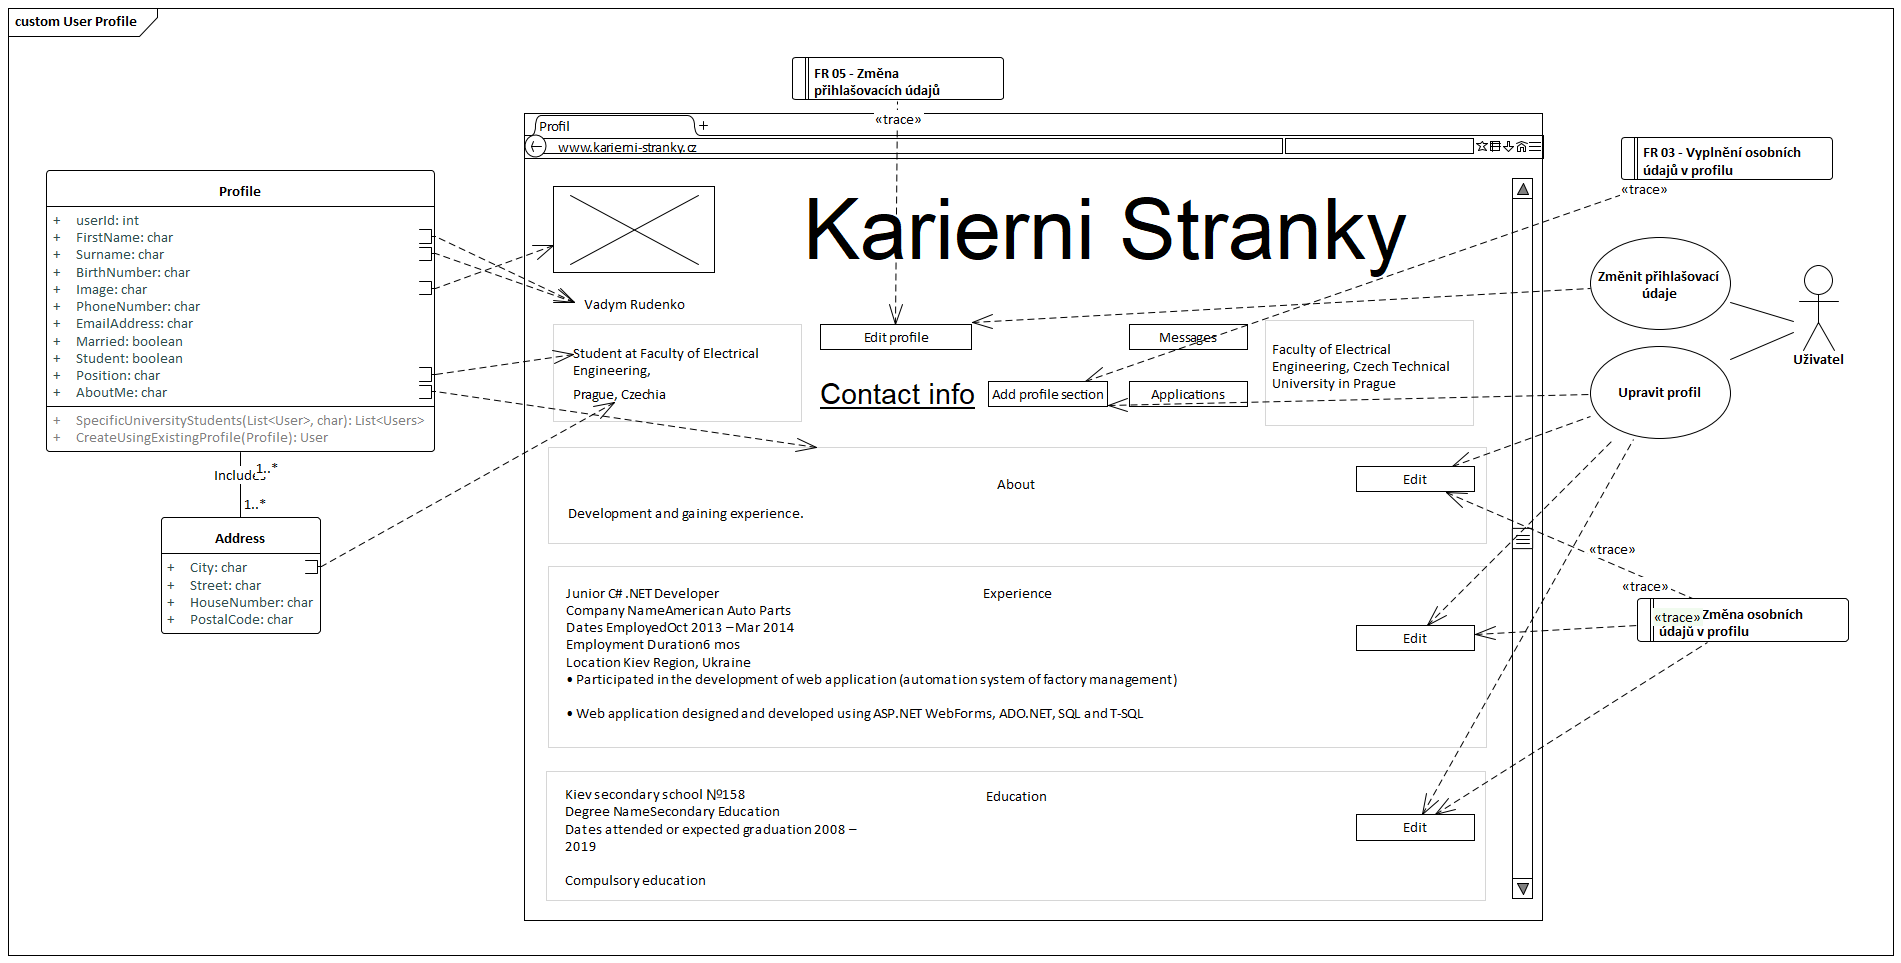 custom User Profile
FR 05 - Změna
přihlašovacích údajů
«trace»
Profil
+
www.karierni-stranky.cz
FR 03 - Vyplnění osobních
údajů v profilu
«trace»
Profile
+ userId: int
+ FirstName: char
+ Surname: char
+ BirthNumber: char
+ Image: char
+ PhoneNumber: char
+ EmailAddress: char
+ Married: boolean
+ Student: boolean
+ Position: char
+ AboutMe: char
+ SpecificUniversityStudents(List<User>, char): List<Users>
+ CreateUsingExistingProfile(Profile): User
1..*
1..*
Address
+ City: char
+ Street: char
+ HouseNumber: char
+ PostalCode: char
Karierni Stranky
Vadym Rudenko
Student at Faculty of Electrical
Engineering,
Prague, Czechia
Edit profile
Messages
Contact info
Add profile section
Applications
Faculty of Electrical
Engineering, Czech Technical
University in Prague
Změnit přihlašovací
údaje
Uživatel
Upravit profil
About
Edit
Development and gaining experience.
«trace»
«trace»
«trace» Změna osobních
údajů v profilu
Junior C# .NET Developer
Experience
Company NameAmerican Auto Parts
Dates EmployedOct 2013 – Mar 2014
Employment Duration6 mos
Edit
Location Kiev Region, Ukraine
• Participated in the development of web application (automation system of factory management)
• Web application designed and developed using ASP.NET WebForms, ADO.NET, SQL and T-SQL
Kiev secondary school №158
Education
Degree NameSecondary Education
Dates attended or expected graduation 2008 –
2019
Edit
Compulsory education